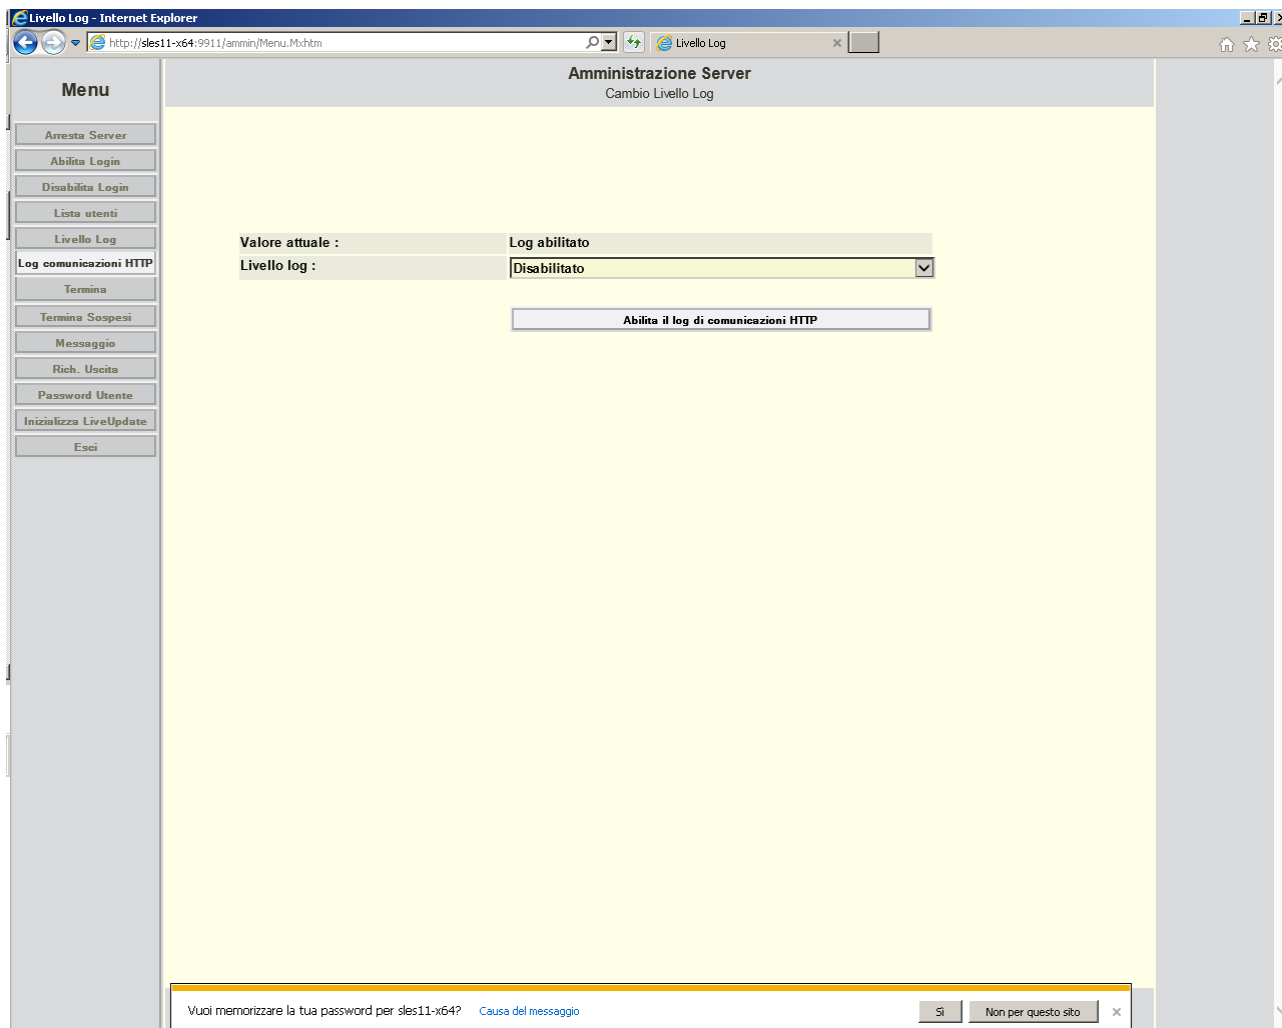 Livello Log - Internet Explorer
http://sles11-x64:9911/ammin/Menu.Mxhtm
Livello Log
Menu
Arresta Server
Abilita Login
Disabilita Login
Lista utenti
Livello Log
Log comunicazioni HTTP
Termina
Termina Sospesi
Messaggio
Rich. Uscita
Password Utente
Inizializza LiveUpdate
Esci
Amministrazione Server
Cambio Livello Log
Valore attuale : Log abilitato
Livello log : Disabilitato
Abilita il log di comunicazioni HTTP
Vuoi memorizzare la tua password per sles11-x64? Causa del messaggio Sì Non per questo sito